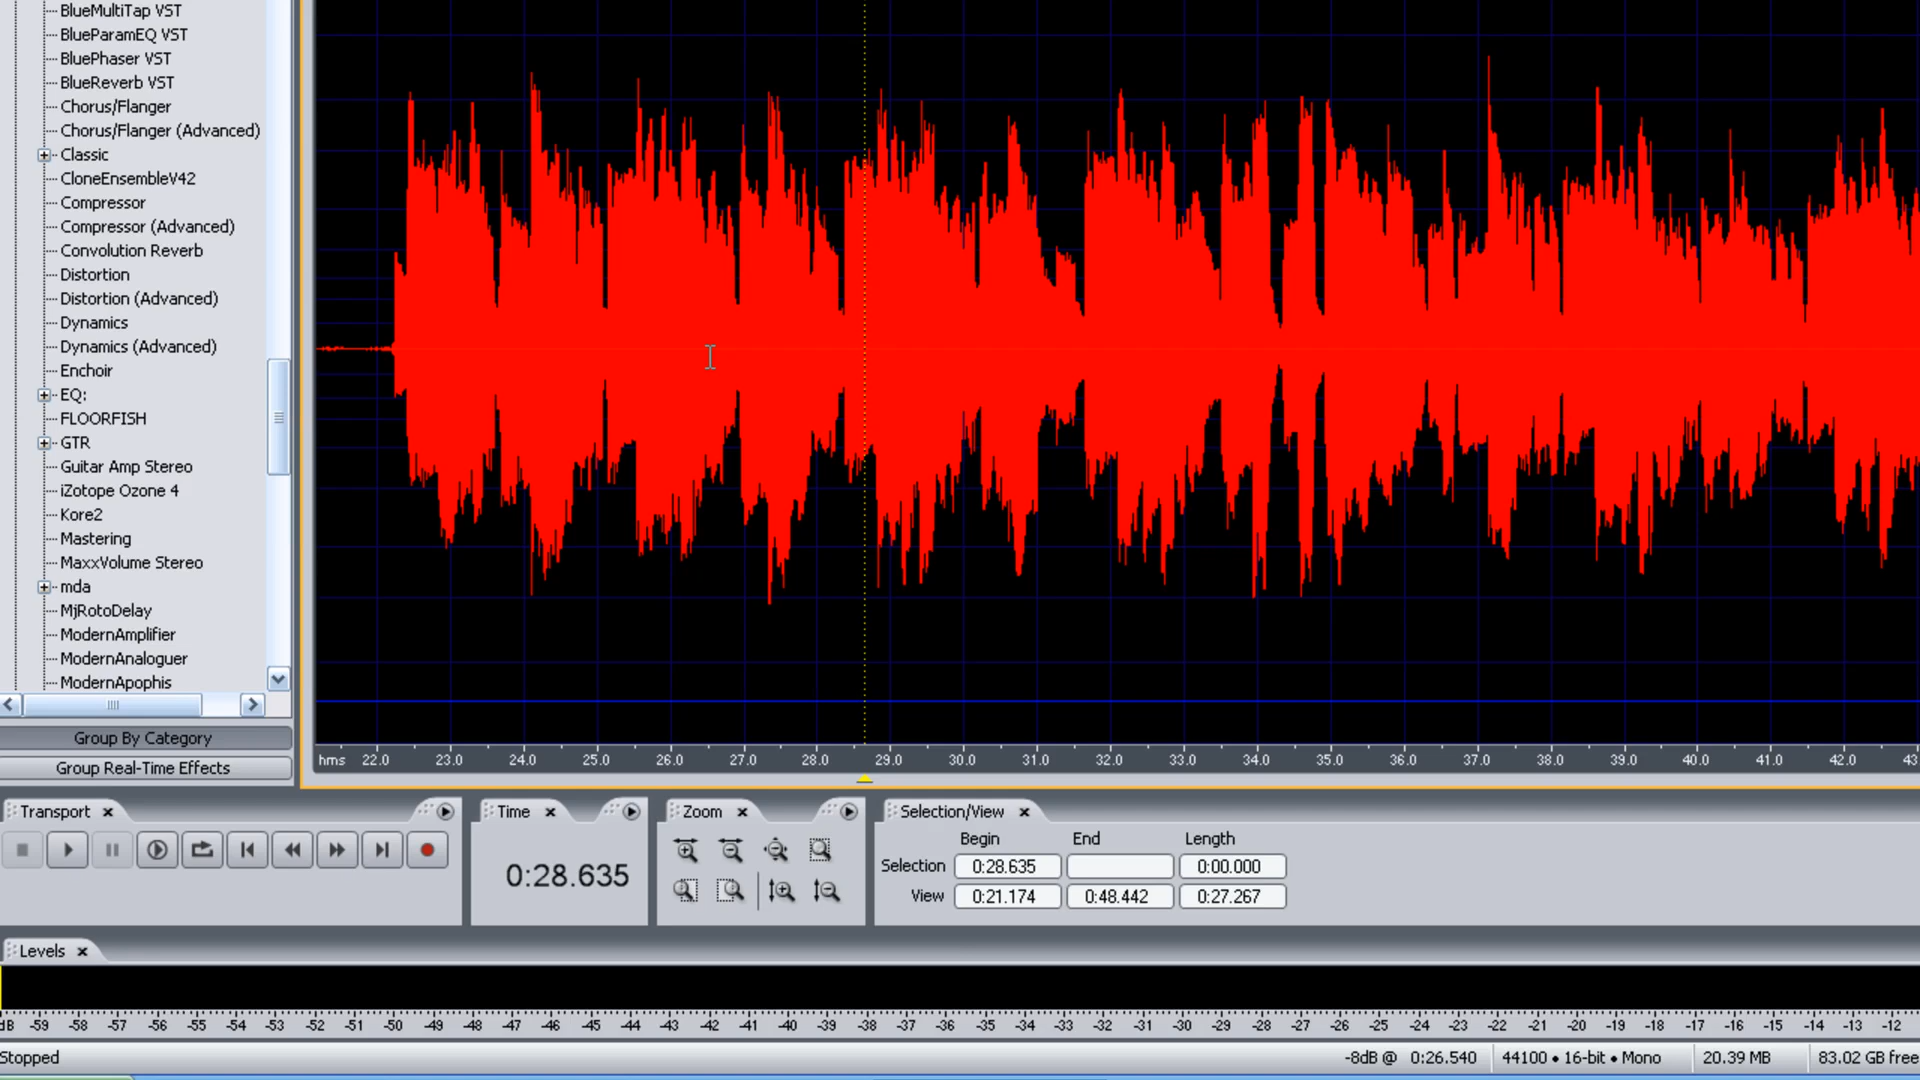 BlueMultiTap VST
BlueParamEQ VST
BluePhaser VST
BlueReverb VST
Chorus/Flanger
Chorus/Flanger (Advanced)
Classic
CloneEnsembleV42
Compressor
Compressor (Advanced)
Convolution Reverb
Distortion
Distortion (Advanced)
Dynamics
Dynamics (Advanced)
Enchoir
EQ:
FLOORFISH
GTR
Guitar Amp Stereo
iZotope Ozone 4
Kore2
Mastering
MaxxVolume Stereo
mda
MjRotoDelay
ModernAmplifier
ModernAnaloguer
ModernApophis
Group By Category
Group Real-Time Effects
hms 22.0 23.0 24.0 25.0 26.0 27.0 28.0 29.0 30.0 31.0 32.0 33.0 34.0 35.0 36.0 37.0 38.0 39.0 40.0 41.0 42.0 43
Transport
Time
0:28.635
Zoom
Selection/View
Begin End Length
Selection 0:28.635 0:00.000
View 0:21.174 0:48.442 0:27.267
Levels
dB -59 -58 -57 -56 -55 -54 -53 -52 -51 -50 -49 -48 -47 -46 -45 -44 -43 -42 -41 -40 -39 -38 -37 -36 -35 -34 -33 -32 -31 -30 -29 -28 -27 -26 -25 -24 -23 -22 -21 -20 -19 -18 -17 -16 -15 -14 -13 -12
Stopped -8dB @ 0:26.540 44100 • 16-bit • Mono 20.39 MB 83.02 GB free